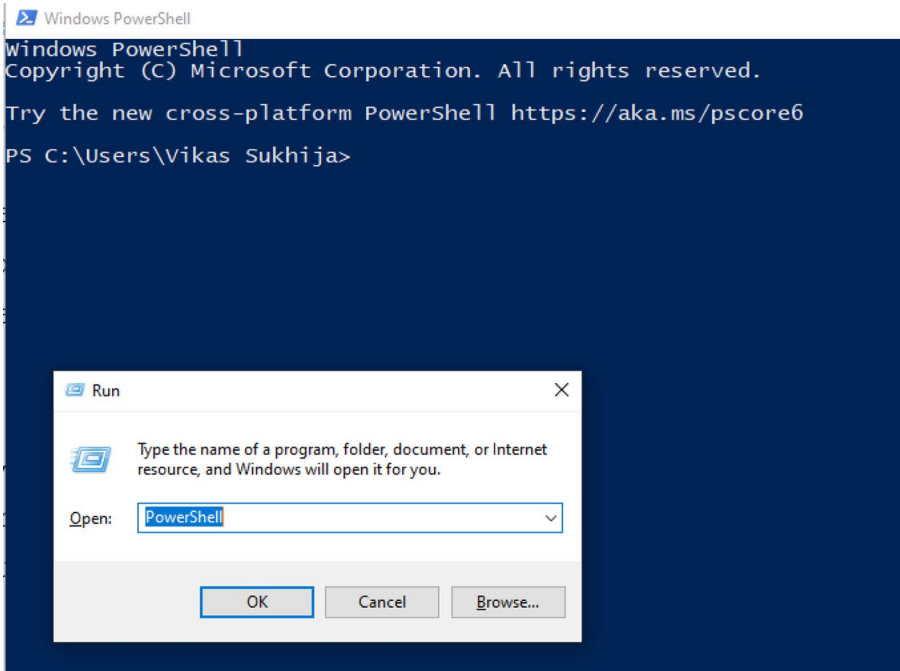 Windows PowerShell
Windows PowerShell
Copyright (C) Microsoft Corporation. All rights reserved.
Try the new cross-platform PowerShell https://aka.ms/pscore6
PS C:\Users\Vikas Sukhija>
Run
Type the name of a program, folder, document, or Internet
resource, and Windows will open it for you.
Open:
PowerShell
OK
Cancel
Browse...